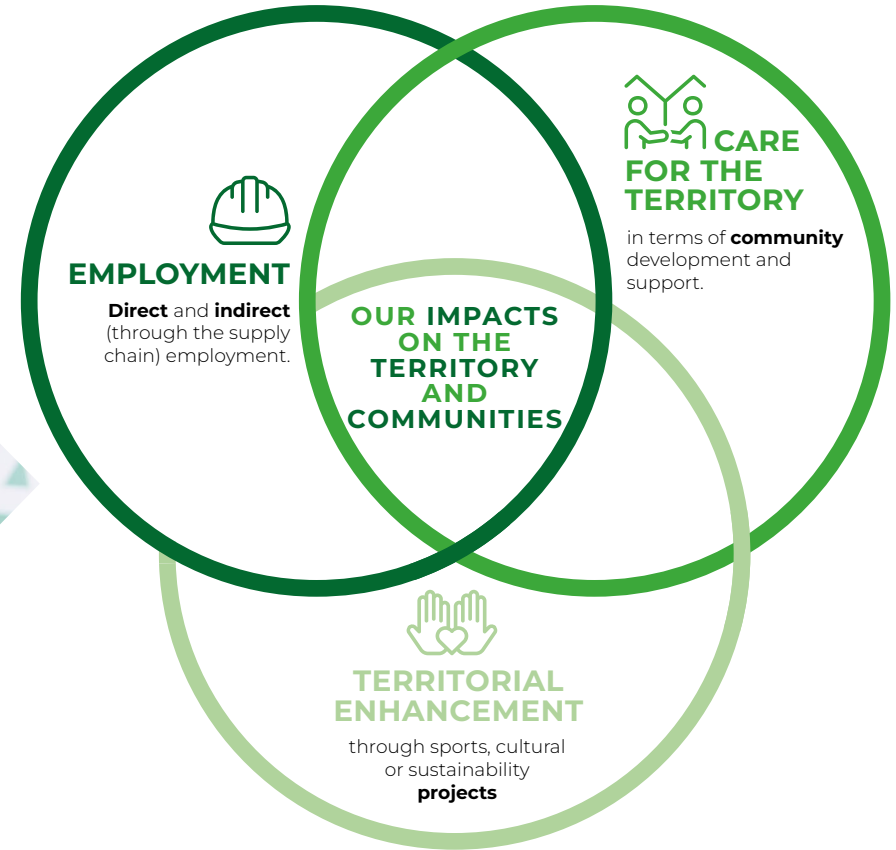 EMPLOYMENT
Direct and indirect
(through the supply
chain) employment.
CARE
FOR THE
TERRITORY
in terms of community
development and
support.
OUR IMPACTS
ON THE
TERRITORY
AND
COMMUNITIES
TERRITORIAL
ENHANCEMENT
through sports, cultural
or sustainability
projects